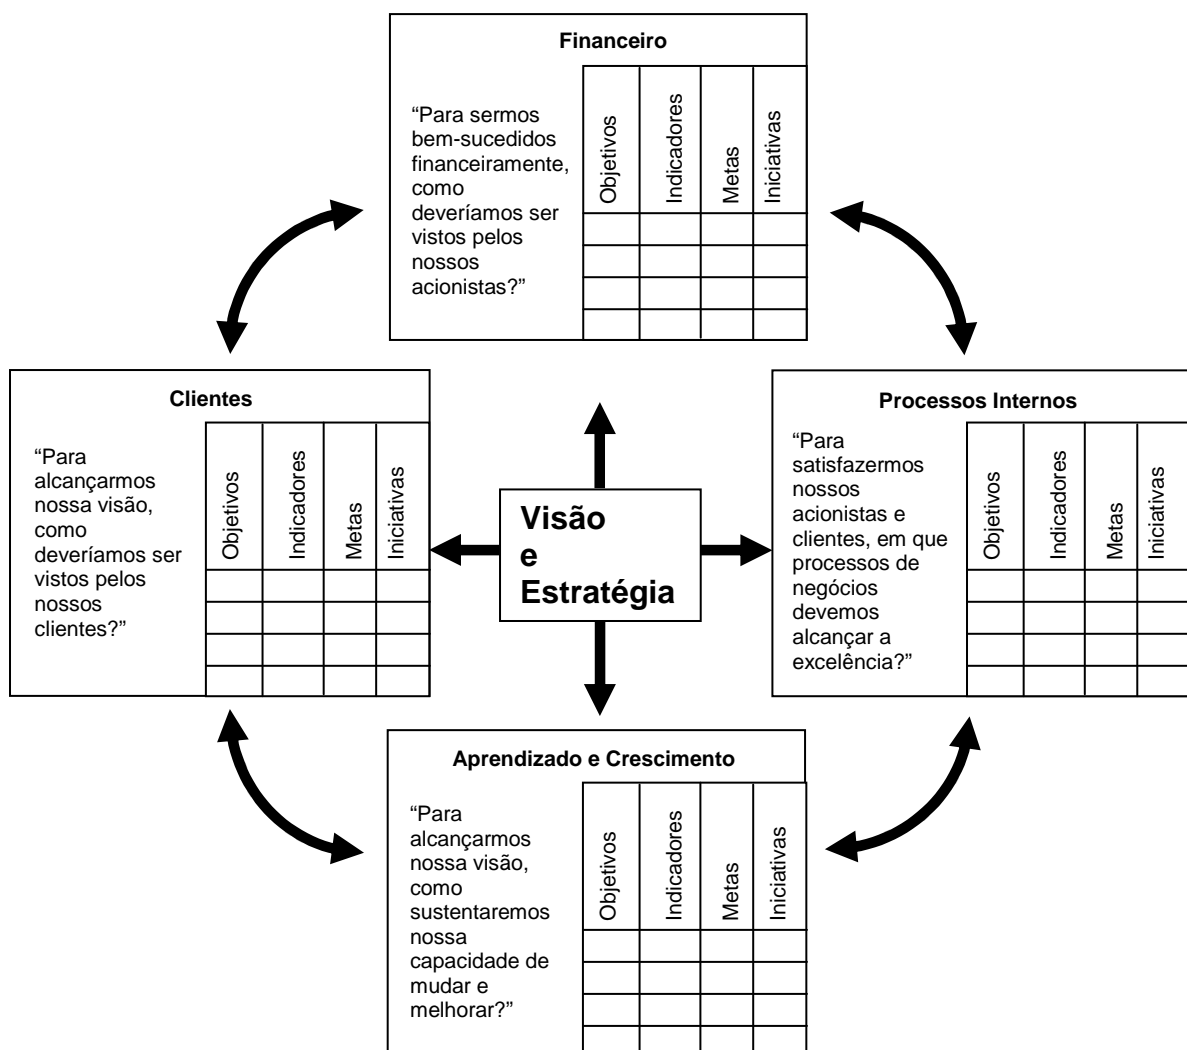 Financeiro
“Para sermos
bem-sucedidos
financeiramente,
como
deveríamos ser
vistos pelos
nossos
acionistas?”
Objetivos
Indicadores
Metas
Iniciativas
Clientes
“Para
alcançarmos
nossa visão,
como
deveríamos ser
vistos pelos
nossos
clientes?”
Objetivos
Indicadores
Metas
Iniciativas
Visão
e
Estratégia
Processos Internos
“Para
satisfazermos
nossos
acionistas e
clientes, em que
processos de
negócios
devemos
alcançar a
excelência?”
Objetivos
Indicadores
Metas
Iniciativas
Aprendizado e Crescimento
“Para
alcançarmos
nossa visão,
como
sustentaremos
nossa
capacidade de
mudar e
melhorar?”
Objetivos
Indicadores
Metas
Iniciativas